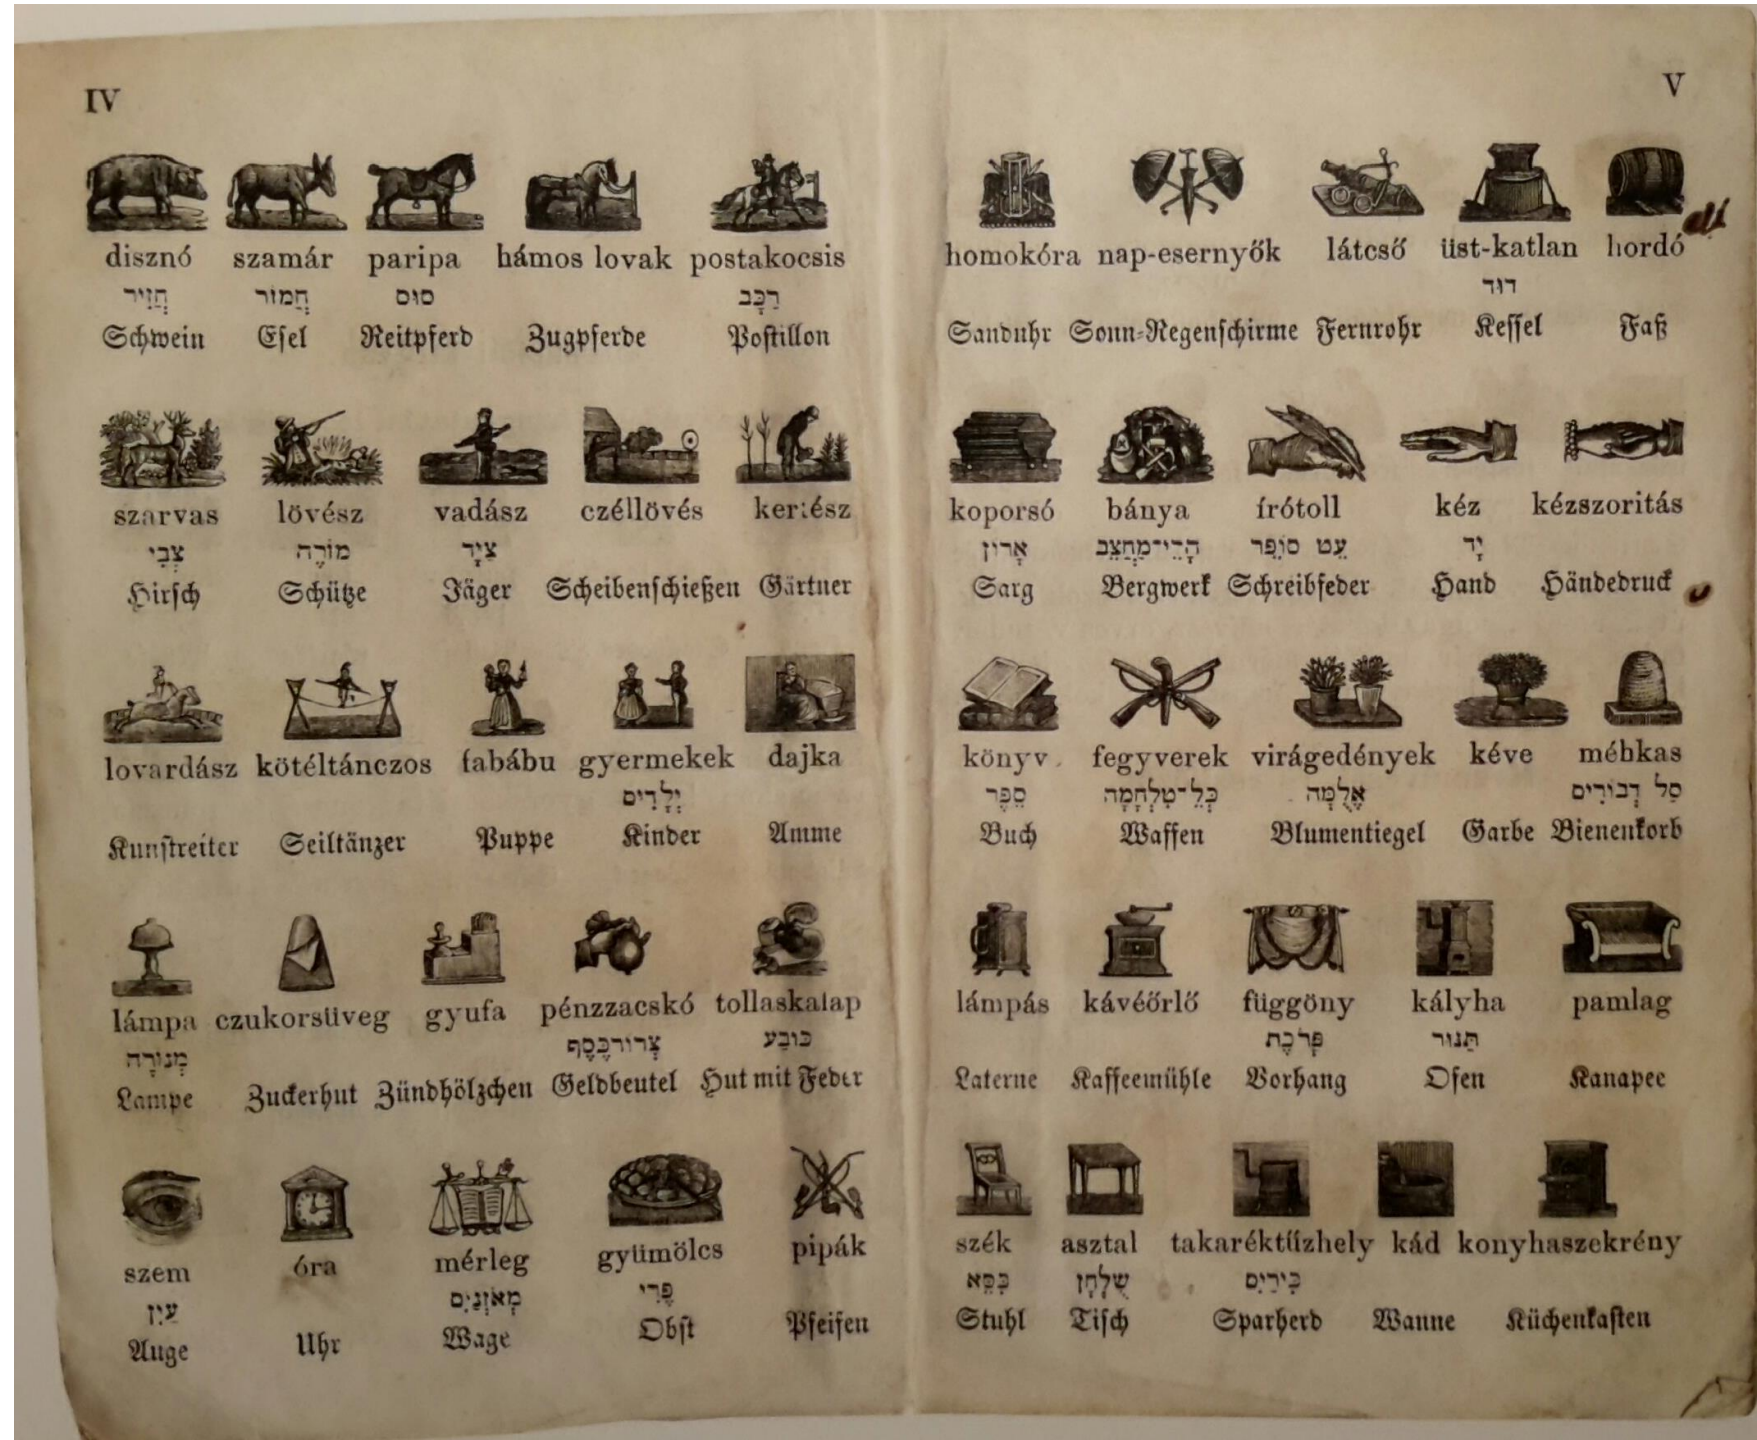 IV
disznó szamár paripa hámos lovak postakocsis
חֲזִיר חֲמוֹר סוּס רַכָּב
Schwein Esel Reitpferd Zugpferde Postillon
szarvas lövész vadász czéllövés kertész
צְבִי מוֹרֶה צַיָּד
Hirsch Schütze Jäger Scheibenschießen Gärtner
lovardász kötéltánczos fabábu gyermekek dajka
יְלָדִים
Kunstreiter Seiltänzer Puppe Kinder Amme
lámpa czukorsüveg gyufa pénzzacskó tollaskalap
מְנוֹרָה צְרוֹר־כֶּסֶף כּוֹבַע
Lampe Zuckerhut Zündhölzchen Geldbeutel Hut mit Feder
szem óra mérleg gyümölcs pipák
עַיִן מְאֹזְנַיִם פְּרִי
Auge Uhr Wage Obst Pfeifen
V
homokóra nap-esernyők látcső üst-katlan hordó
דּוּד
Sanduhr Sonn-Regenschirme Fernrohr Kessel Faß
koporsó bánya írótoll kéz kézszoritás
אָרוֹן הָרֵי־מַחֲצֵב עֵט סוֹפֵר יָד
Sarg Bergwerk Schreibfeder Hand Händedruck
könyv fegyverek virágedények kéve méhkas
סֵפֶר כְּלֵי־מִלְחָמָה אֲלֻמָּה סַל דְּבוֹרִים
Buch Waffen Blumentiegel Garbe Bienenkorb
lámpás kávéőrlő függöny kályha pamlag
פָּרֹכֶת תַּנּוּר
Laterne Kaffeemühle Vorhang Ofen Kanapee
szék asztal takaréktűzhely kád konyhaszekrény
כִּסֵּא שֻׁלְחָן כִּירַיִם
Stuhl Tisch Sparherd Wanne Küchenkasten